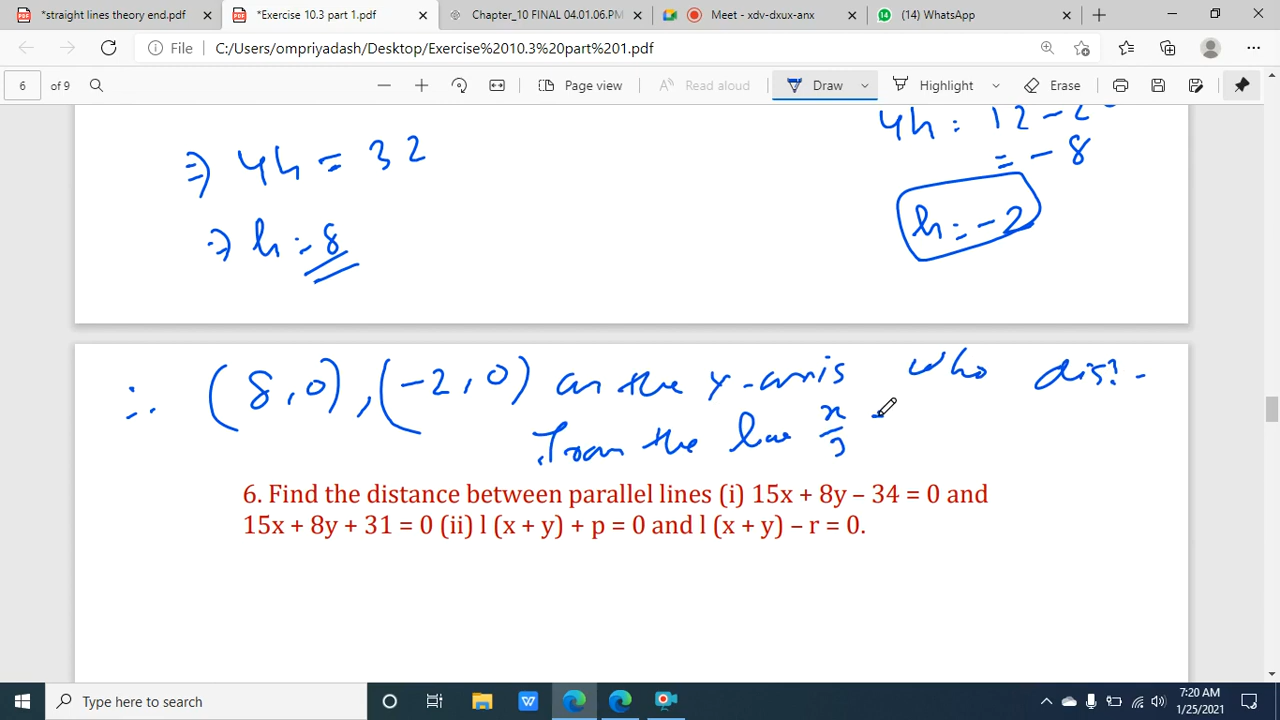 *straight lines theory end.pdf
*Exercise 10.3 part 1.pdf
Chapter_10 FINAL 04.01.06.PM
Meet - xdv-dxux-anx
(14) WhatsApp
File C:/Users/ompriyadash/Desktop/Exercise%2010.3%20part%201.pdf
6 of 9
Page view
Read aloud
Draw
Highlight
Erase
4h = 12 - 20
= - 8
h = - 2
⇒ 4h = 32
⇒ h = 8
∴ (8, 0), (-2, 0) on the x-axis who dis?-
from the line x/3
6. Find the distance between parallel lines (i) 15x + 8y – 34 = 0 and
15x + 8y + 31 = 0 (ii) l (x + y) + p = 0 and l (x + y) – r = 0.
Type here to search
7:20 AM
1/25/2021